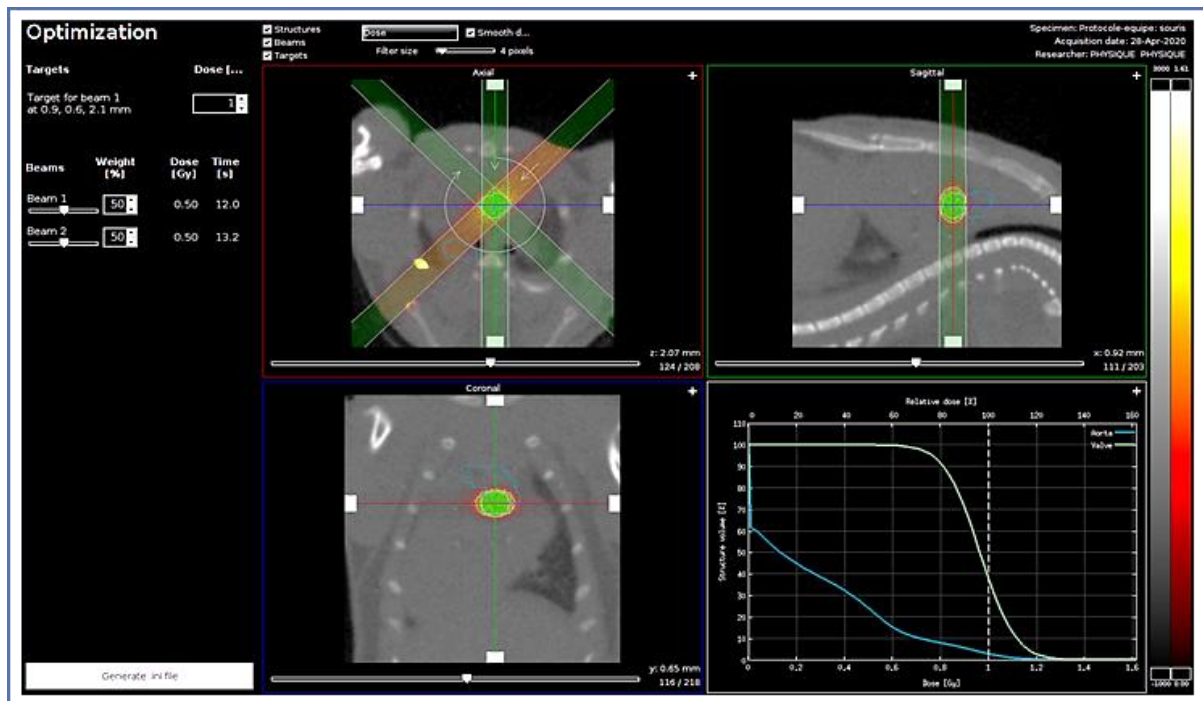 Optimization
Structures
Beams
Targets
Dose
Smooth d...
Filter size
4 pixels
Specimen: Protocole-equipe: souris
Acquisition date: 28-Apr-2020
Researcher: PHYSIQUE PHYSIQUE
Targets Dose [...
Target for beam 1
at 0.9, 0.6, 2.1 mm
1
Beams Weight [%] Dose [Gy] Time [s]
Beam 1 50 0.50 12.0
Beam 2 50 0.50 13.2
Generate .ini file
Axial
z: 2.07 mm
124 / 208
Sagittal
x: 0.92 mm
111 / 203
3000 1.61
-1000 0.00
Coronal
y: 0.65 mm
116 / 218
Relative dose [%]
0 20 40 60 80 100 120 140 160
Aorta
Valve
Structure volume [%]
110
100
90
80
70
60
50
40
30
20
10
0
0 0.2 0.4 0.6 0.8 1 1.2 1.4 1.6
Dose [Gy]